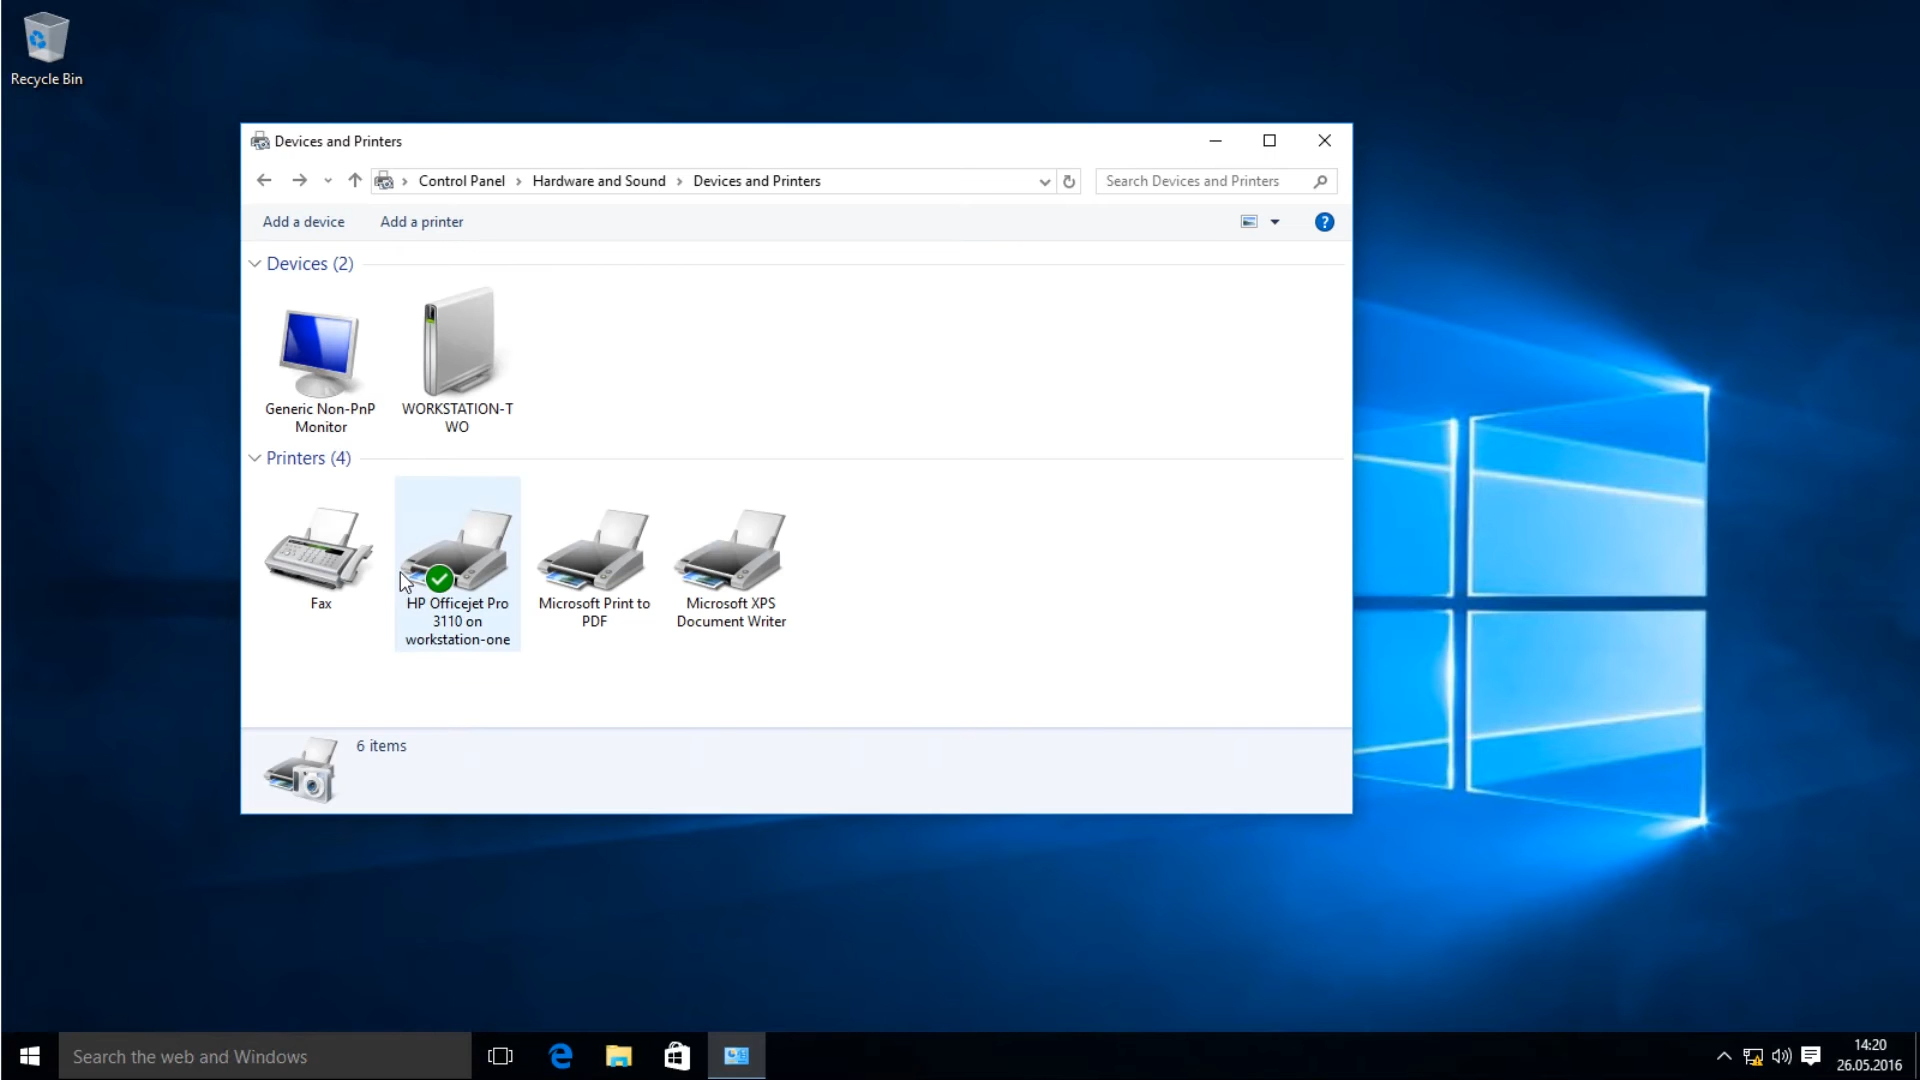 Recycle Bin
Devices and Printers
Control Panel > Hardware and Sound > Devices and Printers
Search Devices and Printers
Add a device
Add a printer
?
Devices (2)
Generic Non-PnP
Monitor
WORKSTATION-T
WO
Printers (4)
Fax
HP Officejet Pro
3110 on
workstation-one
Microsoft Print to
PDF
Microsoft XPS
Document Writer
6 items
Search the web and Windows
14:20
26.05.2016